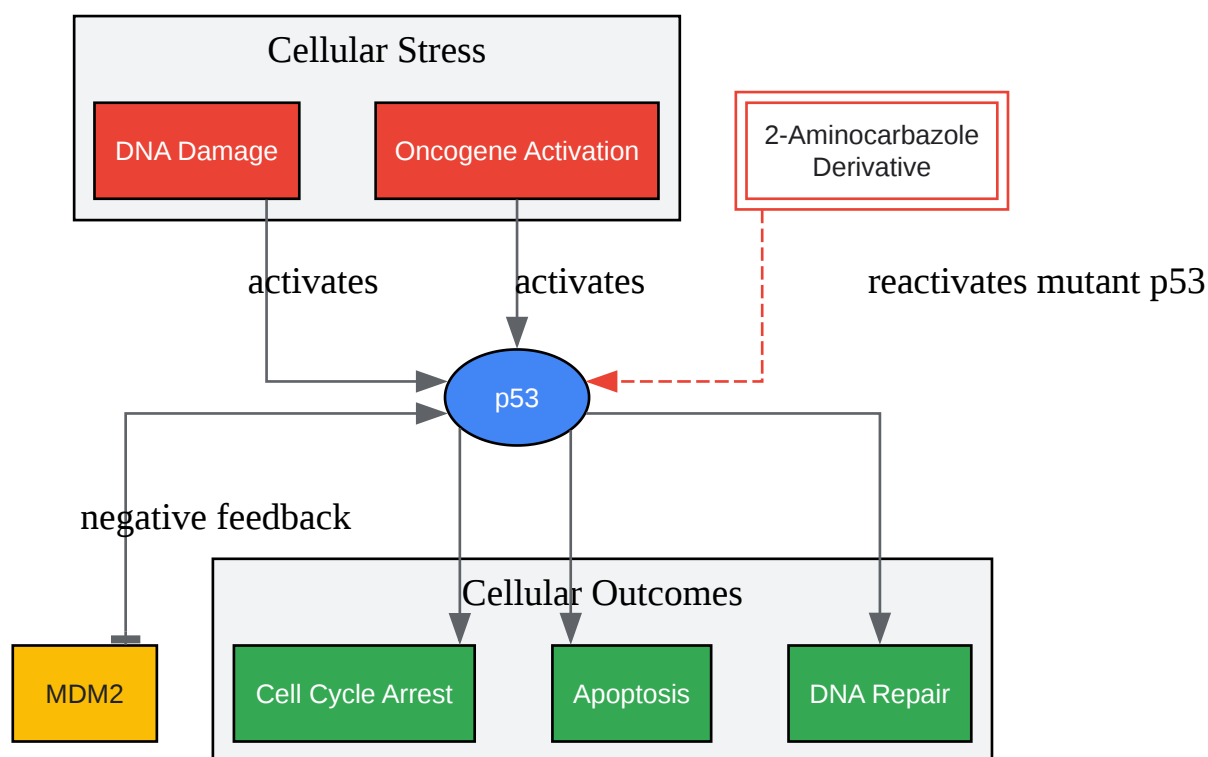 Cellular Stress
DNA Damage
Oncogene Activation
2-Aminocarbazole
Derivative
activates
activates
reactivates mutant p53
p53
negative feedback
Cellular Outcomes
MDM2
Cell Cycle Arrest
Apoptosis
DNA Repair